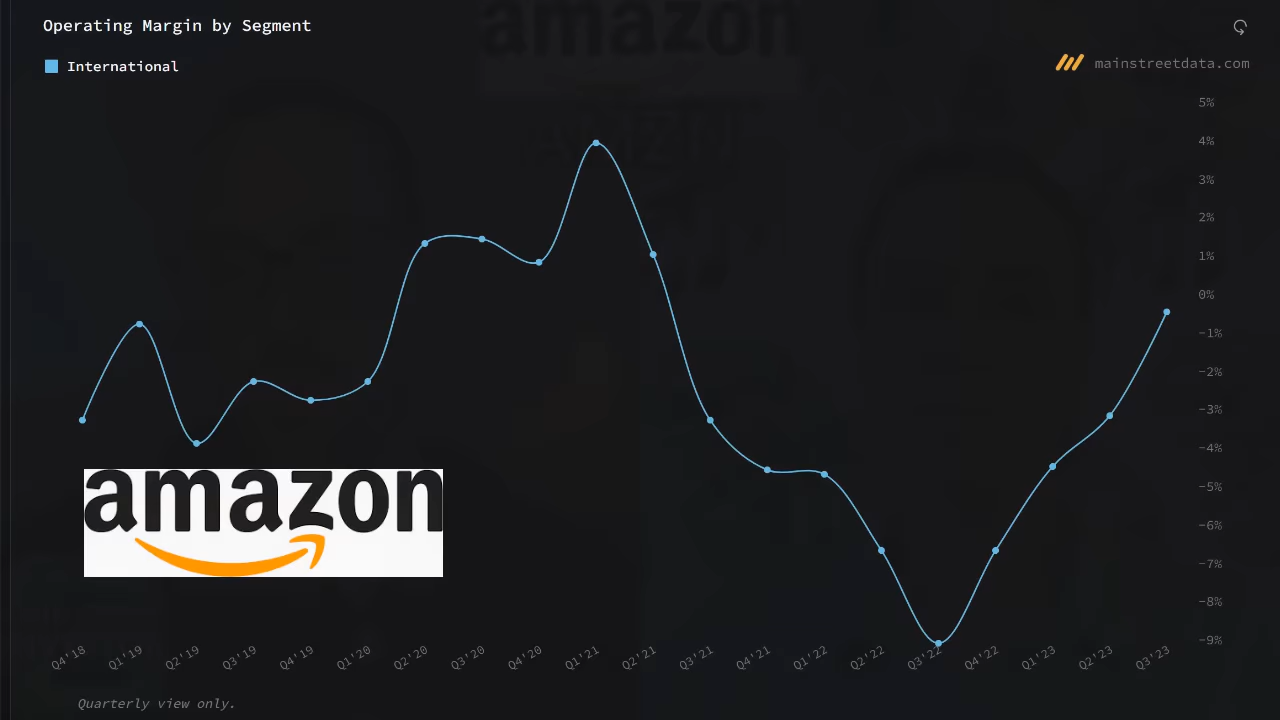 amazon
Operating Margin by Segment
International
mainstreetdata.com
5%
4%
3%
2%
1%
0%
-1%
-2%
-3%
-4%
-5%
-6%
-7%
-8%
-9%
amazon
Q4'18 Q1'19 Q2'19 Q3'19 Q4'19 Q1'20 Q2'20 Q3'20 Q4'20 Q1'21 Q2'21 Q3'21 Q4'21 Q1'22 Q2'22 Q3'22 Q4'22 Q1'23 Q2'23 Q3'23
Quarterly view only.